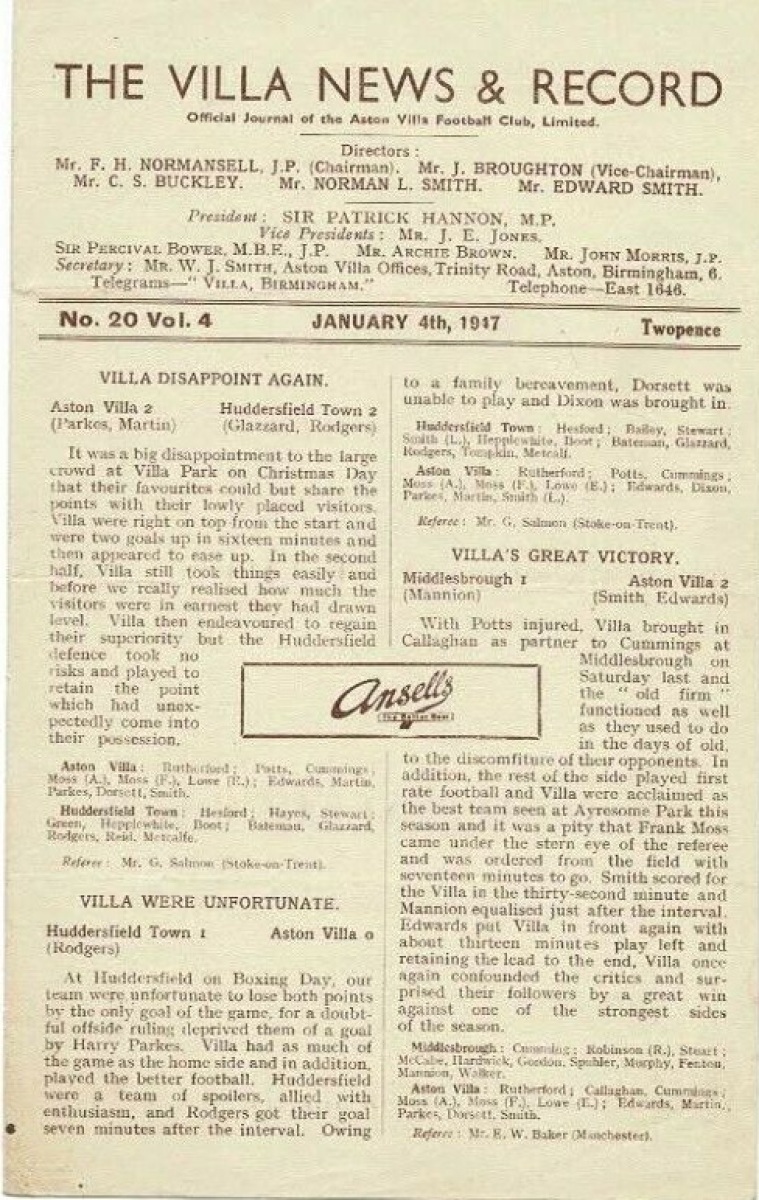 THE VILLA NEWS & RECORD
Official Journal of the Aston Villa Football Club, Limited.
Directors :
Mr. F. H. NORMANSELL, J.P. (Chairman). Mr. J. BROUGHTON (Vice-Chairman),
Mr. C. S. BUCKLEY. Mr. NORMAN L. SMITH. Mr. EDWARD SMITH.
President : SIR PATRICK HANNON, M.P.
Vice Presidents : MR. J. E. JONES.
SIR PERCIVAL BOWER, M.B.E., J.P. MR. ARCHIE BROWN. MR. JOHN MORRIS, J.P.
Secretary : MR. W. J. SMITH, Aston Villa Offices, Trinity Road, Aston, Birmingham, 6.
Telegrams—" VILLA, BIRMINGHAM." Telephone—East 1646.
No. 20 Vol. 4 JANUARY 4th, 1947 Twopence
VILLA DISAPPOINT AGAIN.
Aston Villa 2 Huddersfield Town 2
(Parkes, Martin) (Glazzard, Rodgers)
It was a big disappointment to the large
crowd at Villa Park on Christmas Day
that their favourites could but share the
points with their lowly placed visitors.
Villa were right on top from the start and
were two goals up in sixteen minutes and
then appeared to ease up. In the second
half, Villa still took things easily and
before we really realised how much the
visitors were in earnest they had drawn
level. Villa then endeavoured to regain
their superiority but the Huddersfield
defence took no
risks and played to
retain the point
which had unex-
pectedly come into
their possession.
Aston Villa : Rutherford ; Potts, Cummings ;
Moss (A.), Moss (F.), Lowe (E.) ; Edwards, Martin,
Parkes, Dorsett, Smith.
Huddersfield Town : Hesford ; Hayes, Stewart ;
Green, Hepplewhite, Boot ; Bateman, Glazzard,
Rodgers, Reid, Metcalfe.
Referee : Mr. G. Salmon (Stoke-on-Trent).
VILLA WERE UNFORTUNATE.
Huddersfield Town 1 Aston Villa 0
(Rodgers)
At Huddersfield on Boxing Day, our
team were unfortunate to lose both points
by the only goal of the game, for a doubt-
ful offside ruling deprived them of a goal
by Harry Parkes. Villa had as much of
the game as the home side and in addition,
played the better football. Huddersfield
were a team of spoilers, allied with
enthusiasm, and Rodgers got their goal
seven minutes after the interval. Owing
to a family bereavement, Dorsett was
unable to play and Dixon was brought in.
Huddersfield Town : Hesford ; Bailey, Stewart ;
Smith (L.), Hepplewhite, Boot ; Bateman, Glazzard,
Rodgers, Tompkin, Metcalf.
Aston Villa : Rutherford ; Potts, Cummings ;
Moss (A.), Moss (F.), Lowe (E.) ; Edwards, Dixon,
Parkes, Martin, Smith (L.).
Referee : Mr. G. Salmon (Stoke-on-Trent).
VILLA'S GREAT VICTORY.
Middlesbrough 1 Aston Villa 2
(Mannion) (Smith Edwards)
With Potts injured, Villa brought in
Callaghan as partner to Cummings at
Middlesbrough on
Saturday last and
the " old firm "
functioned as well
as they used to do
in the days of old,
Ansells
The Better Beer
to the discomfiture of their opponents. In
addition, the rest of the side played first
rate football and Villa were acclaimed as
the best team seen at Ayresome Park this
season and it was a pity that Frank Moss
came under the stern eye of the referee
and was ordered from the field with
seventeen minutes to go. Smith scored for
the Villa in the thirty-second minute and
Mannion equalised just after the interval.
Edwards put Villa in front again with
about thirteen minutes play left and
retaining the lead to the end, Villa once
again confounded the critics and sur-
prised their followers by a great win
against one of the strongest sides
of the season.
Middlesbrough : Cumming ; Robinson (R.), Stuart ;
McCabe, Hardwick, Gordon, Spuhler, Murphy, Fenton,
Mannion, Walker.
Aston Villa : Rutherford ; Callaghan, Cummings ;
Moss (A.), Moss (F.), Lowe (E.) ; Edwards, Martin,
Parkes, Dorsett, Smith.
Referee : Mr. E. W. Baker (Manchester).